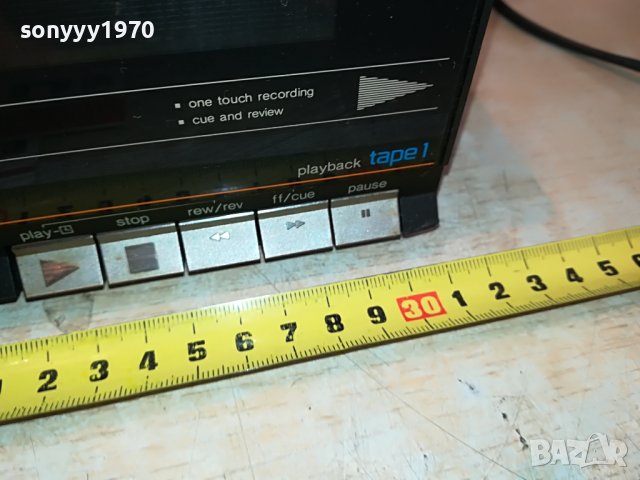 sonyyy1970
▪ one touch recording
▪ cue and review
playback tape 1
play- stop rew/rev ff/cue pause
1 2 3 4 5 6 7 8 9 30 1 2 3 4 5 6
BAZAR